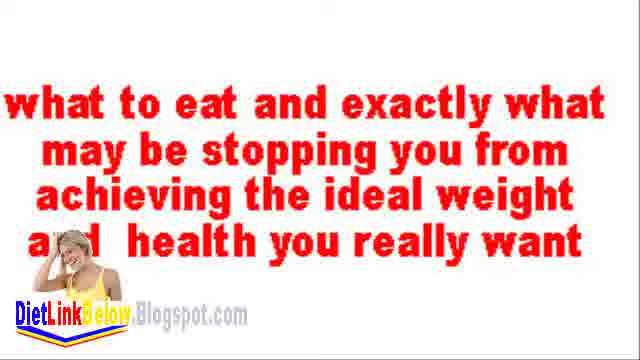 what to eat and exactly what
may be stopping you from
achieving the ideal weight
and health you really want
DietLinkBelow.Blogspot.com